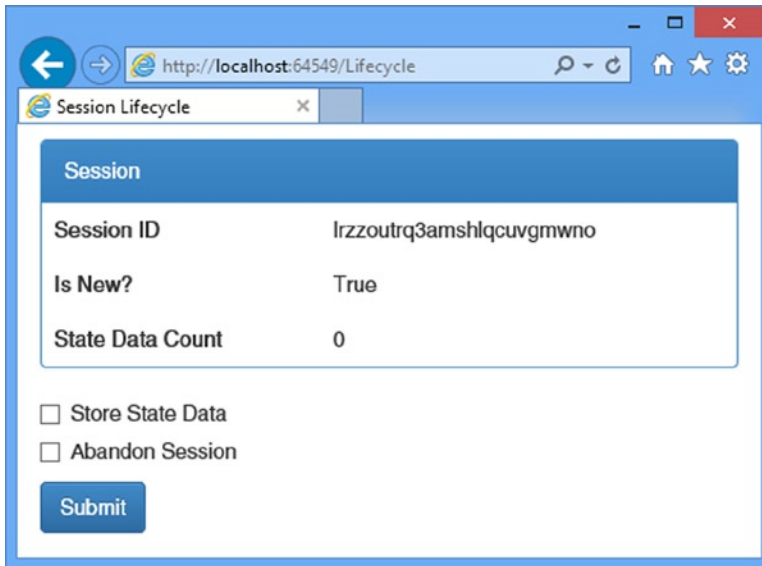 http://localhost:64549/Lifecycle
Session Lifecycle
Session
Session ID lrzzoutrq3amshlqcuvgmwno
Is New? True
State Data Count 0
Store State Data
Abandon Session
Submit